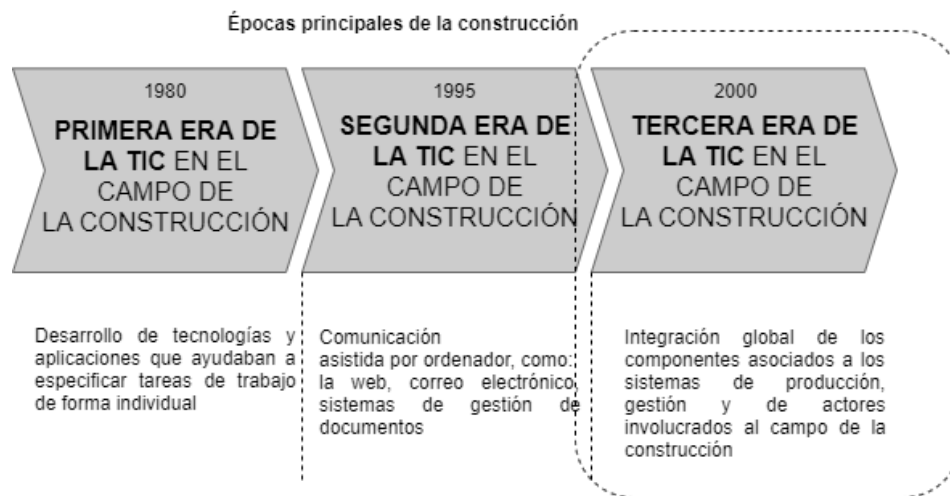 Épocas principales de la construcción
1980
PRIMERA ERA DE
LA TIC EN EL
CAMPO DE
LA CONSTRUCCIÓN
1995
SEGUNDA ERA DE
LA TIC EN EL
CAMPO DE
LA CONSTRUCCIÓN
2000
TERCERA ERA DE
LA TIC EN EL
CAMPO DE
LA CONSTRUCCIÓN
Desarrollo de tecnologías y
aplicaciones que ayudaban a
especificar tareas de trabajo
de forma individual
Comunicación
asistida por ordenador, como:
la web, correo electrónico,
sistemas de gestión de
documentos
Integración global de los
componentes asociados a los
sistemas de producción,
gestión y de actores
involucrados al campo de la
construcción